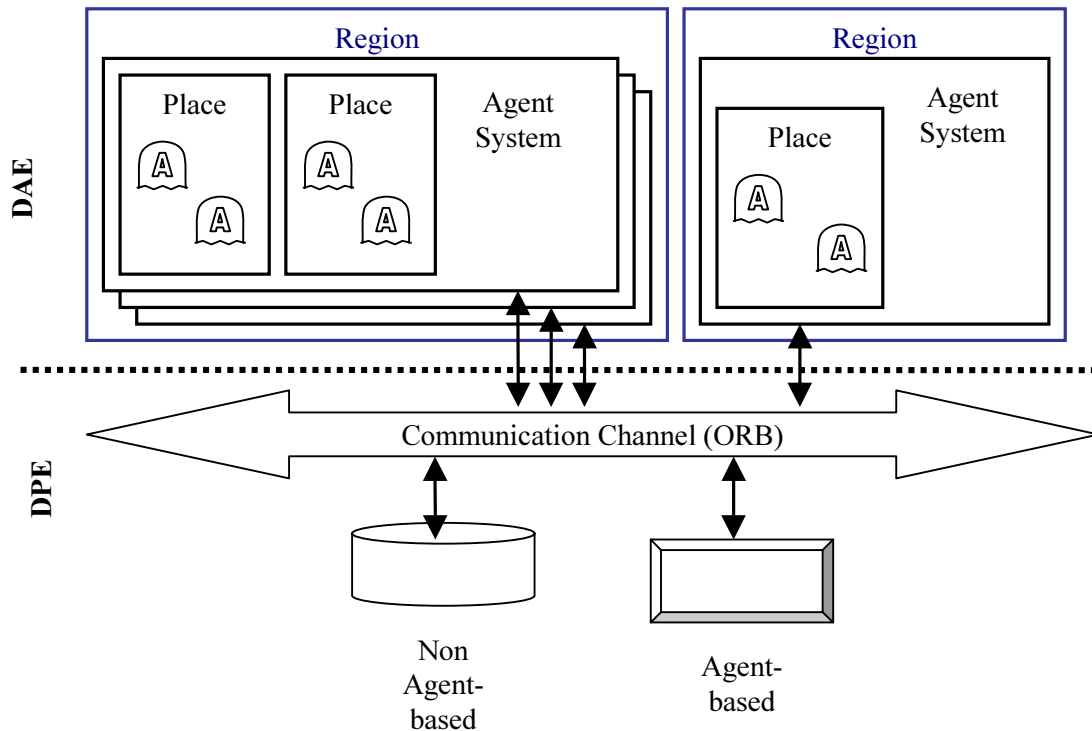 Region
Region
Place
Place
Agent
System
A
A
A
A
Place
Agent
System
A
A
DAE
Communication Channel (ORB)
DPE
Non
Agent-
based
Agent-
based